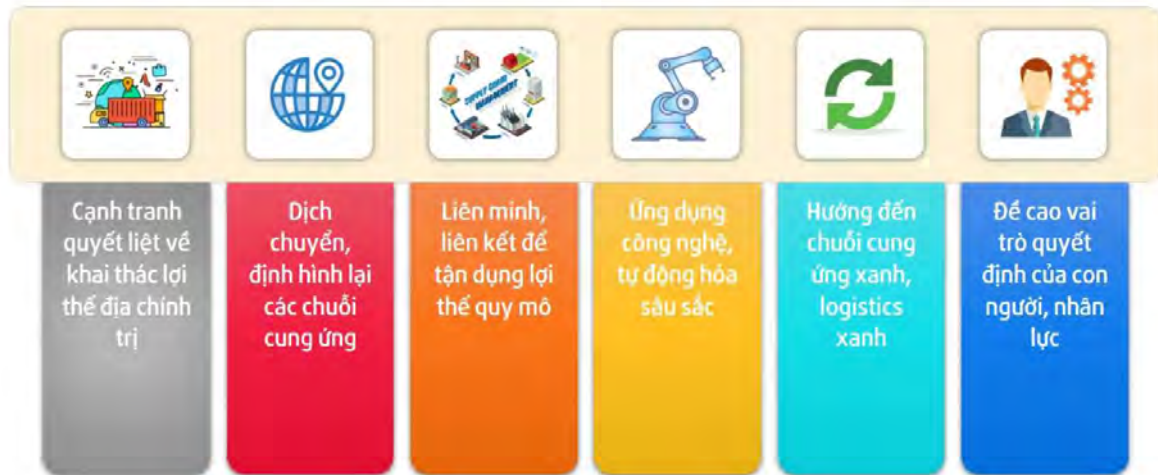 SUPPLY CHAIN
MANAGEMENT
Cạnh tranh
quyết liệt về
khai thác lợi
thế địa chính
trị
Dịch
chuyển,
định hình lại
các chuỗi
cung ứng
Liên minh,
liên kết để
tận dụng lợi
thế quy mô
Ứng dụng
công nghệ,
tự động hóa
sâu sắc
Hướng đến
chuỗi cung
ứng xanh,
logistics
xanh
Đề cao vai
trò quyết
định của con
người, nhân
lực